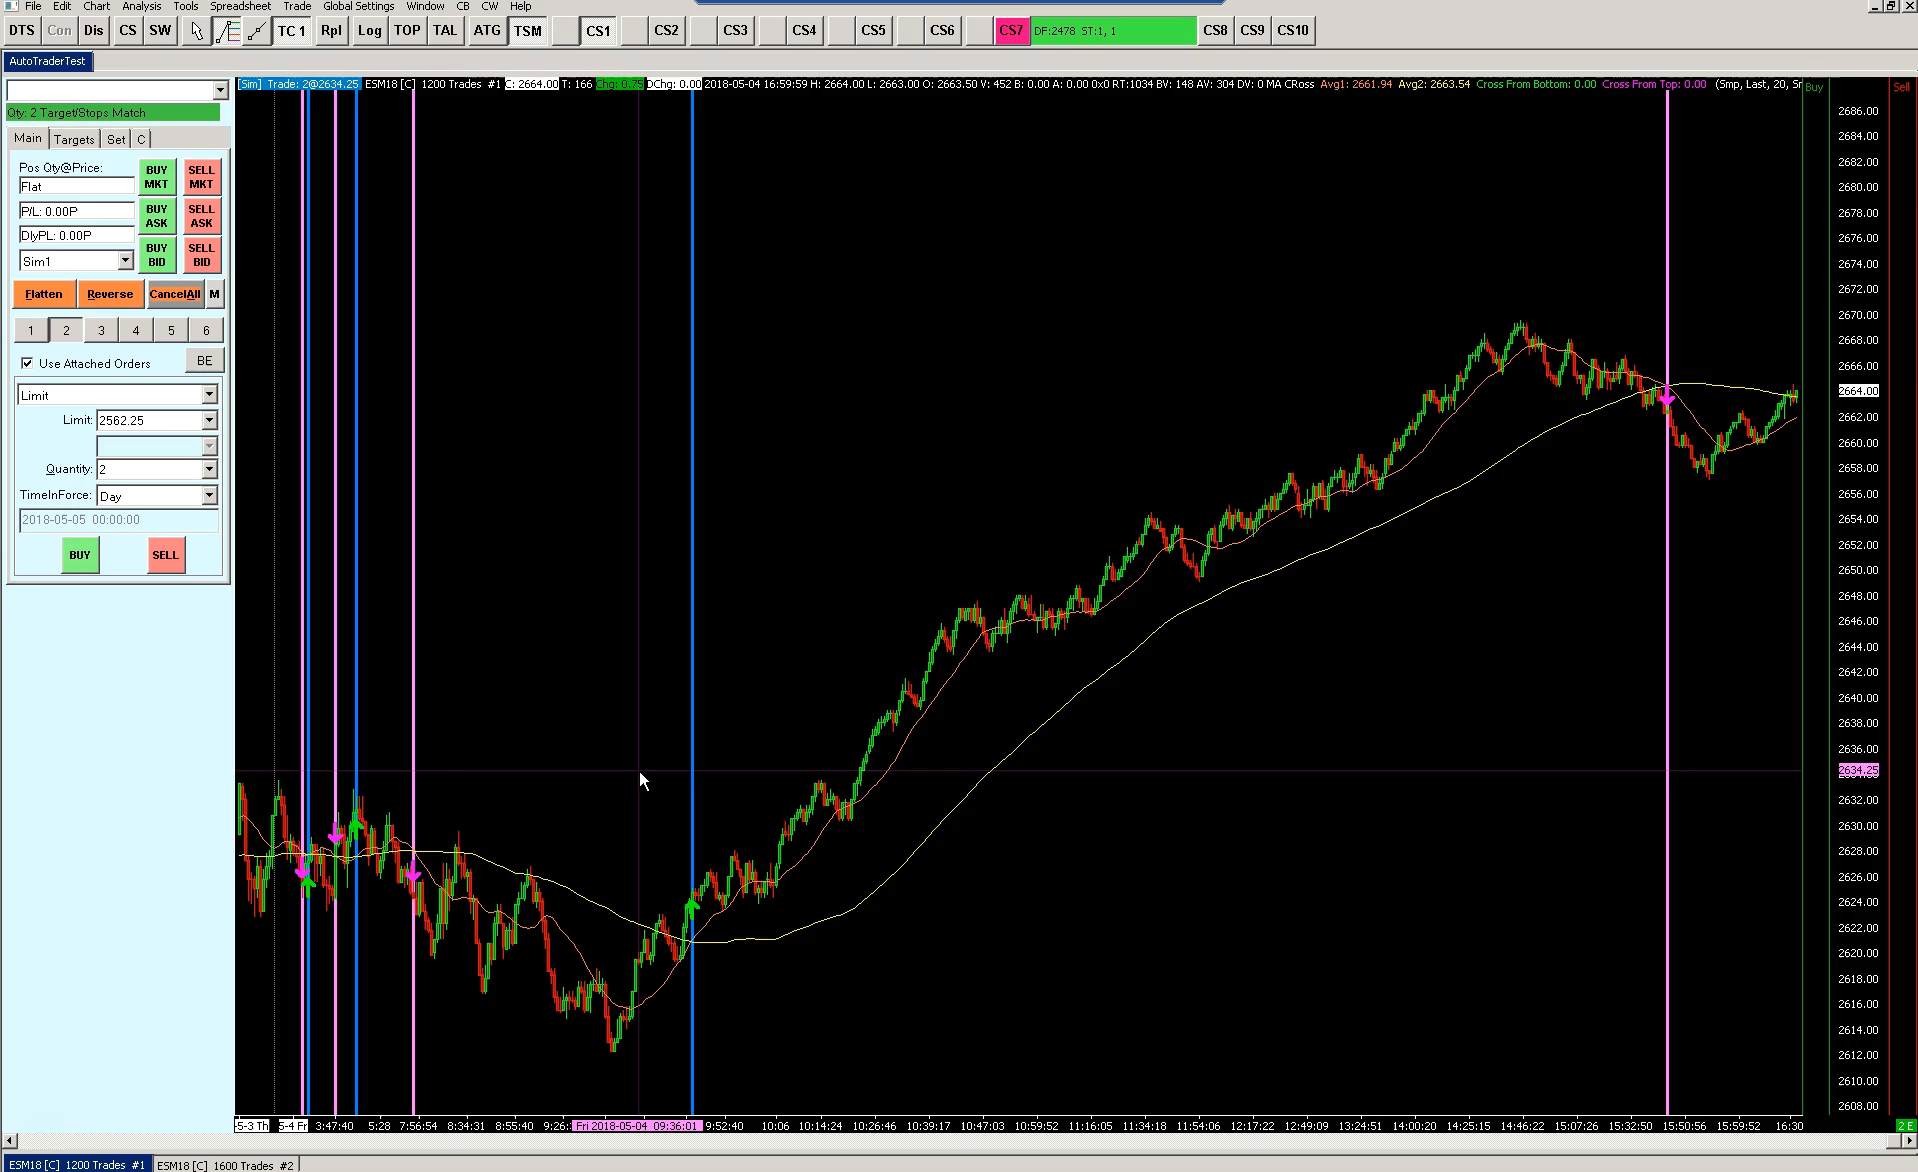 File Edit Chart Analysis Tools Spreadsheet Trade Global Settings Window CB CW Help
DTS Con Dis CS SW TC 1 Rpl Log TOP TAL ATG TSM CS1 CS2 CS3 CS4 CS5 CS6 CS7 DF:2478 ST:1, 1 CS8 CS9 CS10
AutoTraderTest
[Sim] Trade: 2@2634.25 ESM18 [C] 1200 Trades #1 C: 2664.00 T: 166 Chg: 0.75 DChg: 0.00 2018-05-04 16:59:59 H: 2664.00 L: 2663.00 O: 2663.50 V: 452 B: 0.00 A: 0.00 0x0 RT:1034 BV: 148 AV: 304 DV: 0 MA CRoss Avg1: 2661.94 Avg2: 2663.54 Cross From Bottom: 0.00 Cross From Top: 0.00 (Smp, Last, 20, Sr
Buy
Sell
Qty: 2 Target/Stops Match
Main Targets Set C
Pos Qty@Price:
Flat
P/L: 0.00P
DlyPL: 0.00P
Sim1
BUY MKT
SELL MKT
BUY ASK
SELL ASK
BUY BID
SELL BID
Flatten Reverse CancelAll M
1 2 3 4 5 6
Use Attached Orders BE
Limit
Limit: 2562.25
Quantity: 2
TimeInForce: Day
2018-05-05 00:00:00
BUY SELL
2686.00
2684.00
2682.00
2680.00
2678.00
2676.00
2674.00
2672.00
2670.00
2668.00
2666.00
2664.00
2662.00
2660.00
2658.00
2656.00
2654.00
2652.00
2650.00
2648.00
2646.00
2644.00
2642.00
2640.00
2638.00
2636.00
2634.25
2632.00
2630.00
2628.00
2626.00
2624.00
2622.00
2620.00
2618.00
2616.00
2614.00
2612.00
2610.00
2608.00
-5-3 Th 5-4 Fr 3:47:40 5:28 7:56:54 8:34:31 8:55:40 9:26: Fri 2018-05-04 09:36:01 9:52:40 10:06 10:14:24 10:26:46 10:39:17 10:47:03 10:59:52 11:16:05 11:34:18 11:54:06 12:17:22 12:49:09 13:24:51 14:00:20 14:25:15 14:46:22 15:07:26 15:32:50 15:50:56 15:59:52 16:30 2 E
ESM18 [C] 1200 Trades #1 ESM18 [C] 1600 Trades #2